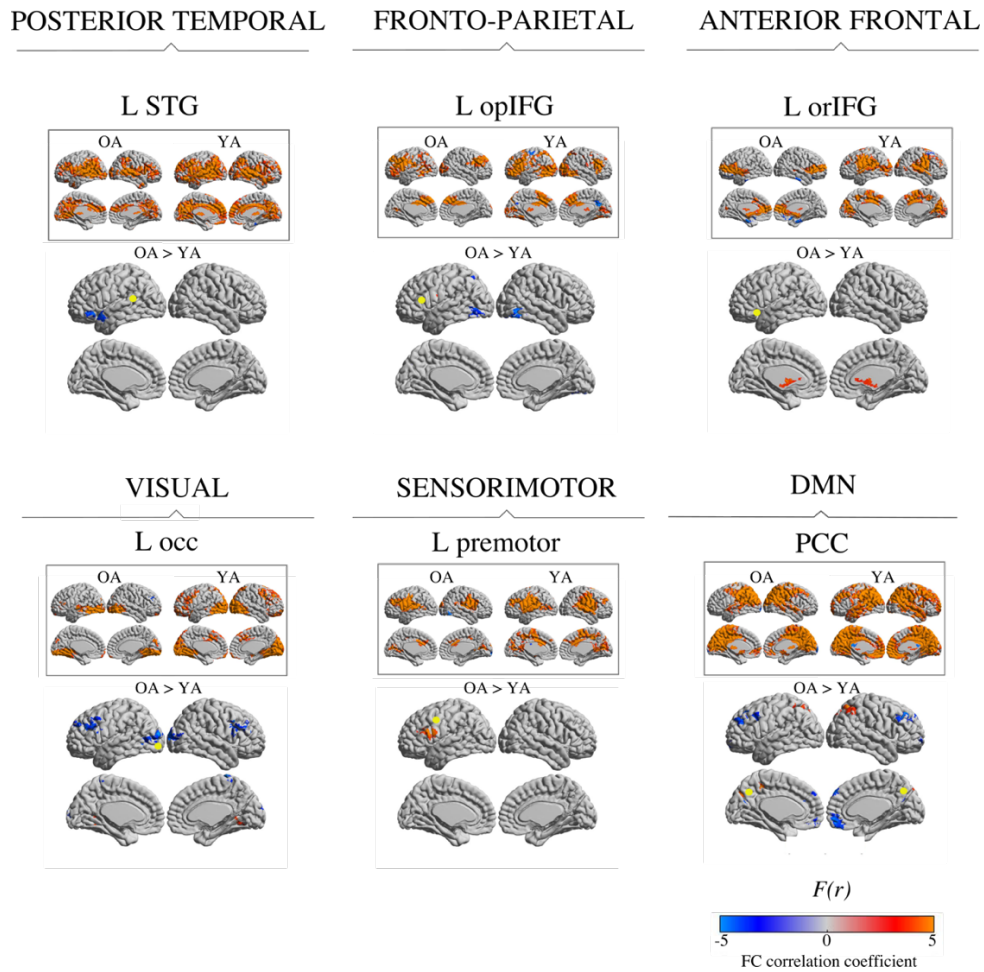 POSTERIOR TEMPORAL
FRONTO-PARIETAL
ANTERIOR FRONTAL
L STG
L opIFG
L orIFG
OA YA
OA YA
OA YA
OA > YA
OA > YA
OA > YA
VISUAL
SENSORIMOTOR
DMN
L occ
L premotor
PCC
OA YA
OA YA
OA YA
OA > YA
OA > YA
OA > YA
F(r)
-5 0 5
FC correlation coefficient